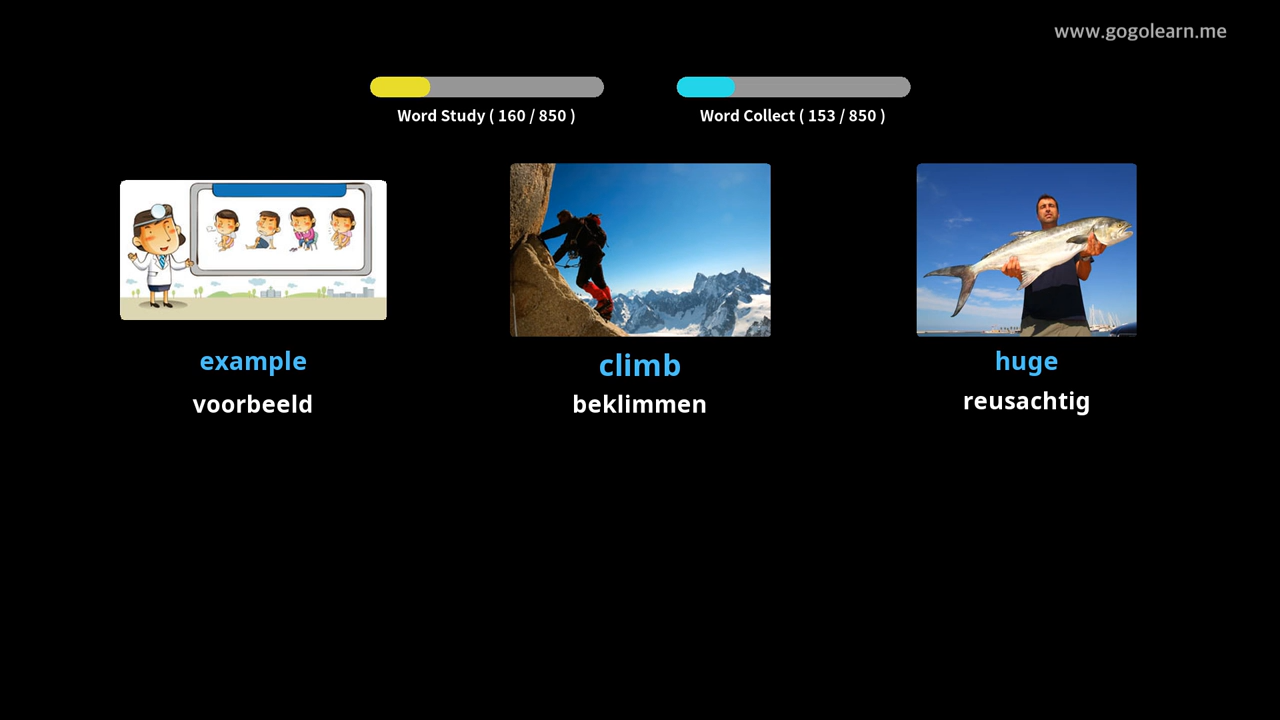 www.gogolearn.me
Word Study ( 160 / 850 )
Word Collect ( 153 / 850 )
example
voorbeeld
climb
beklimmen
huge
reusachtig